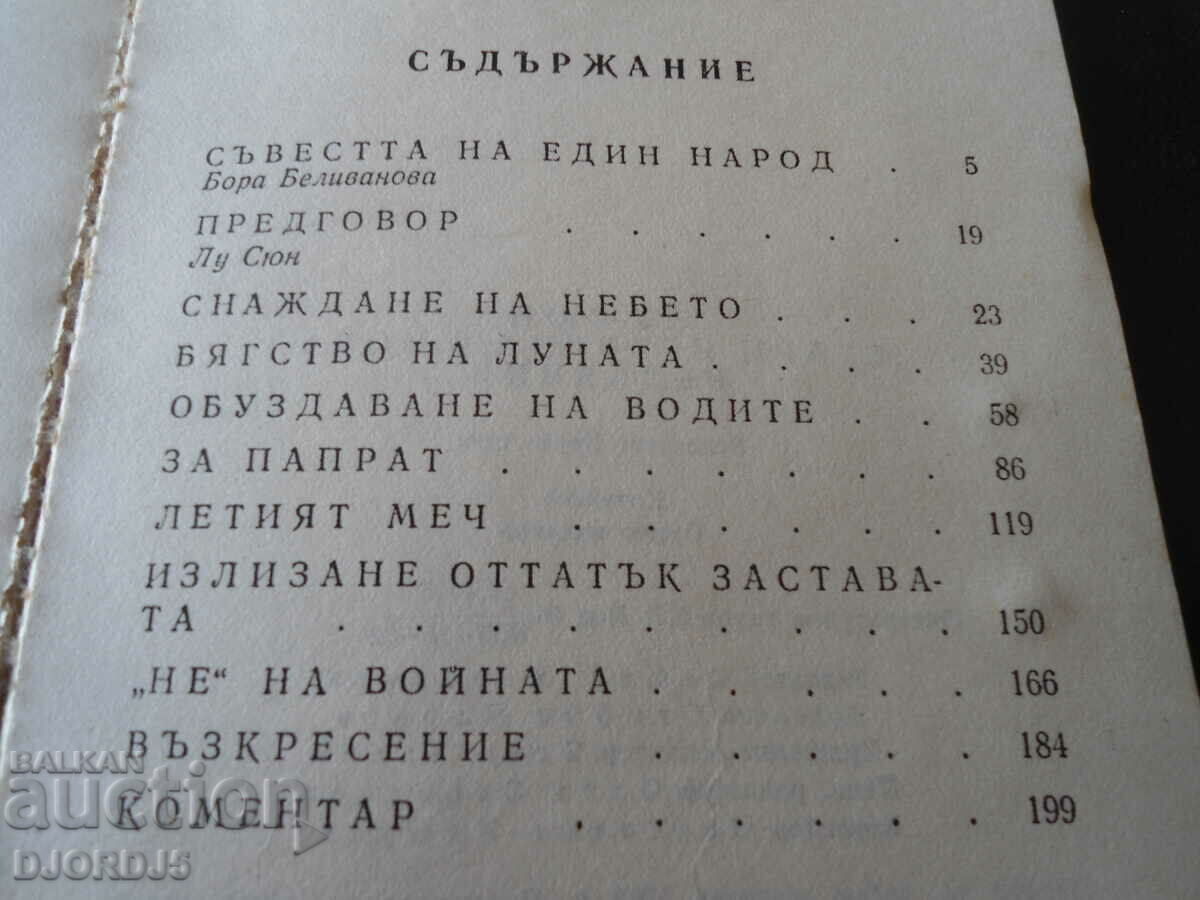 СЪДЪРЖАНИЕ
СЪВЕСТТА НА ЕДИН НАРОД . 5
Бора Беливанова
ПРЕДГОВОР . . . . . . 19
Лу Сюн
СНАЖДАНЕ НА НЕБЕТО . . . 23
БЯГСТВО НА ЛУНАТА . . . . 39
ОБУЗДАВАНЕ НА ВОДИТЕ . . 58
ЗА ПАПРАТ . . . . . . . 86
ЛЕТИЯТ МЕЧ . . . . . . 119
ИЗЛИЗАНЕ ОТТАТЪК ЗАСТАВА-
ТА . . . . . . . . . 150
„НЕ“ НА ВОЙНАТА . . . . . 166
ВЪЗКРЕСЕНИЕ . . . . . 184
КОМЕНТАР . . . . . . 199
BALKAN
auction
DJORDJ5